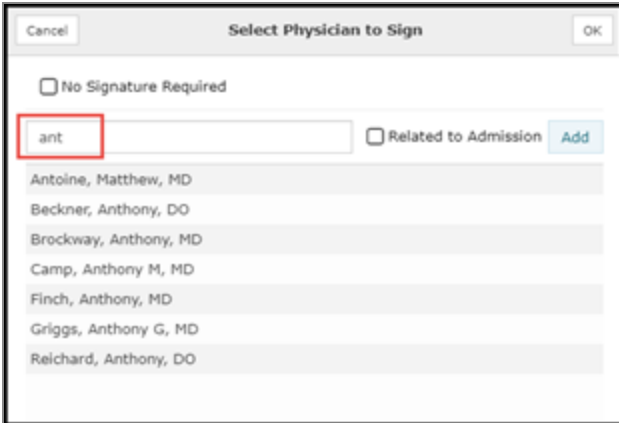 Cancel Select Physician to Sign OK
No Signature Required
ant Related to Admission Add
Antoine, Matthew, MD
Beckner, Anthony, DO
Brockway, Anthony, MD
Camp, Anthony M, MD
Finch, Anthony, MD
Griggs, Anthony G, MD
Reichard, Anthony, DO